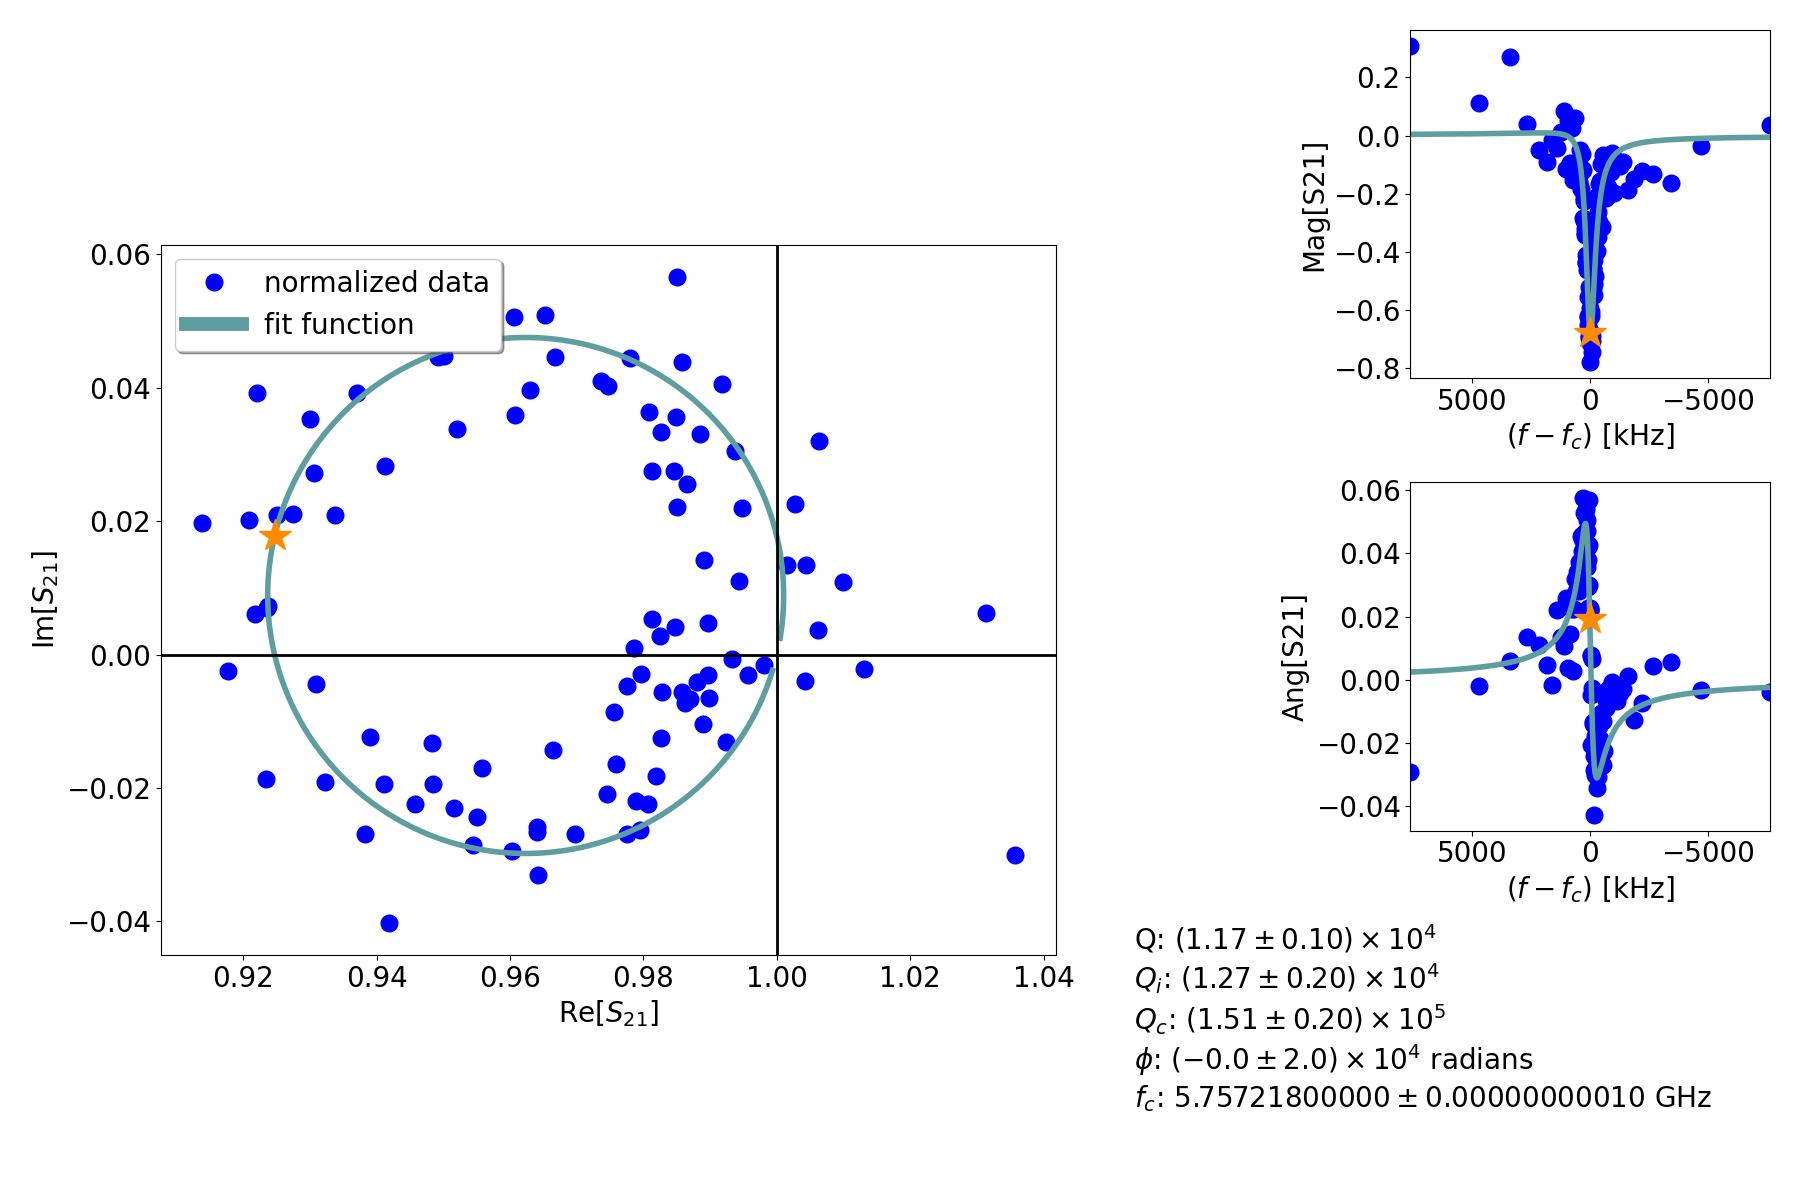 normalized data
fit function
0.06
0.04
0.02
0.00
−0.02
−0.04
Im[S21]
0.92 0.94 0.96 0.98 1.00 1.02 1.04
Re[S21]
0.2
0.0
−0.2
−0.4
−0.6
−0.8
Mag[S21]
5000 0 −5000
(f − fc) [kHz]
0.06
0.04
0.02
0.00
−0.02
−0.04
Ang[S21]
5000 0 −5000
(f − fc) [kHz]
Q: (1.17 ± 0.10) × 10^4
Qi: (1.27 ± 0.20) × 10^4
Qc: (1.51 ± 0.20) × 10^5
ϕ: (−0.0 ± 2.0) × 10^4 radians
fc: 5.75721800000 ± 0.00000000010 GHz